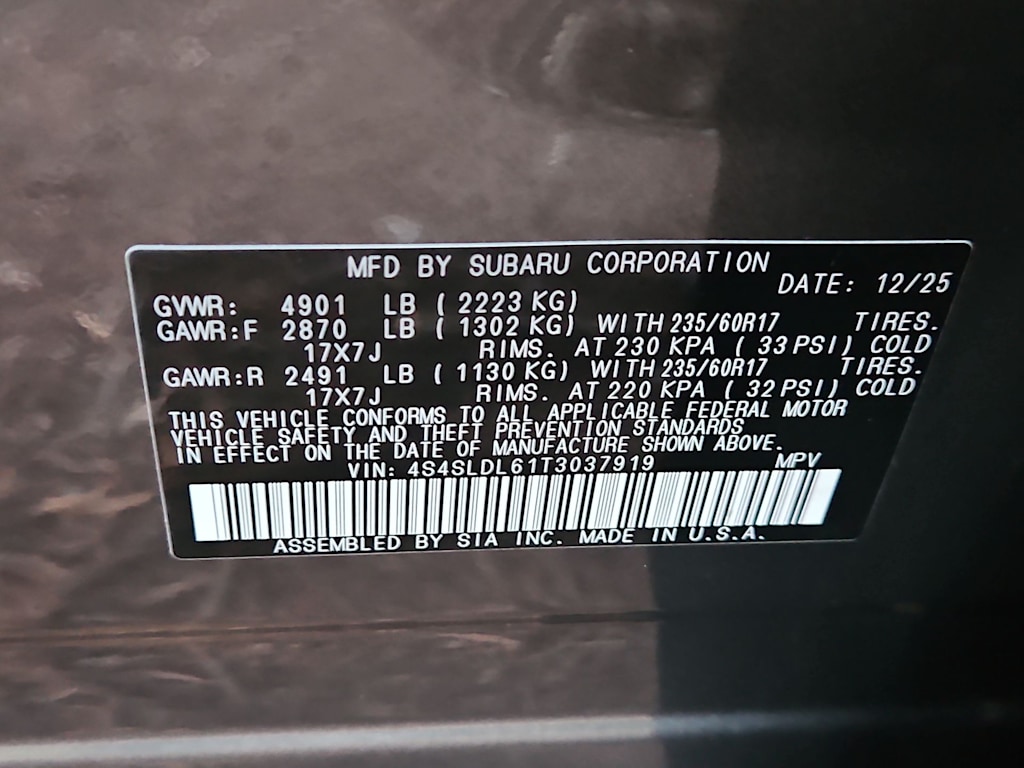 MFD BY SUBARU CORPORATION
DATE: 12/25
GVWR: 4901 LB ( 2223 KG)
GAWR:F 2870 LB ( 1302 KG) WITH 235/60R17 TIRES.
17X7J RIMS. AT 230 KPA ( 33 PSI) COLD
GAWR:R 2491 LB ( 1130 KG) WITH 235/60R17 TIRES.
17X7J RIMS. AT 220 KPA ( 32 PSI) COLD
THIS VEHICLE CONFORMS TO ALL APPLICABLE FEDERAL MOTOR
VEHICLE SAFETY AND THEFT PREVENTION STANDARDS
IN EFFECT ON THE DATE OF MANUFACTURE SHOWN ABOVE.
VIN: 4S4SLDL61T3037919 MPV
ASSEMBLED BY SIA INC. MADE IN U.S.A.